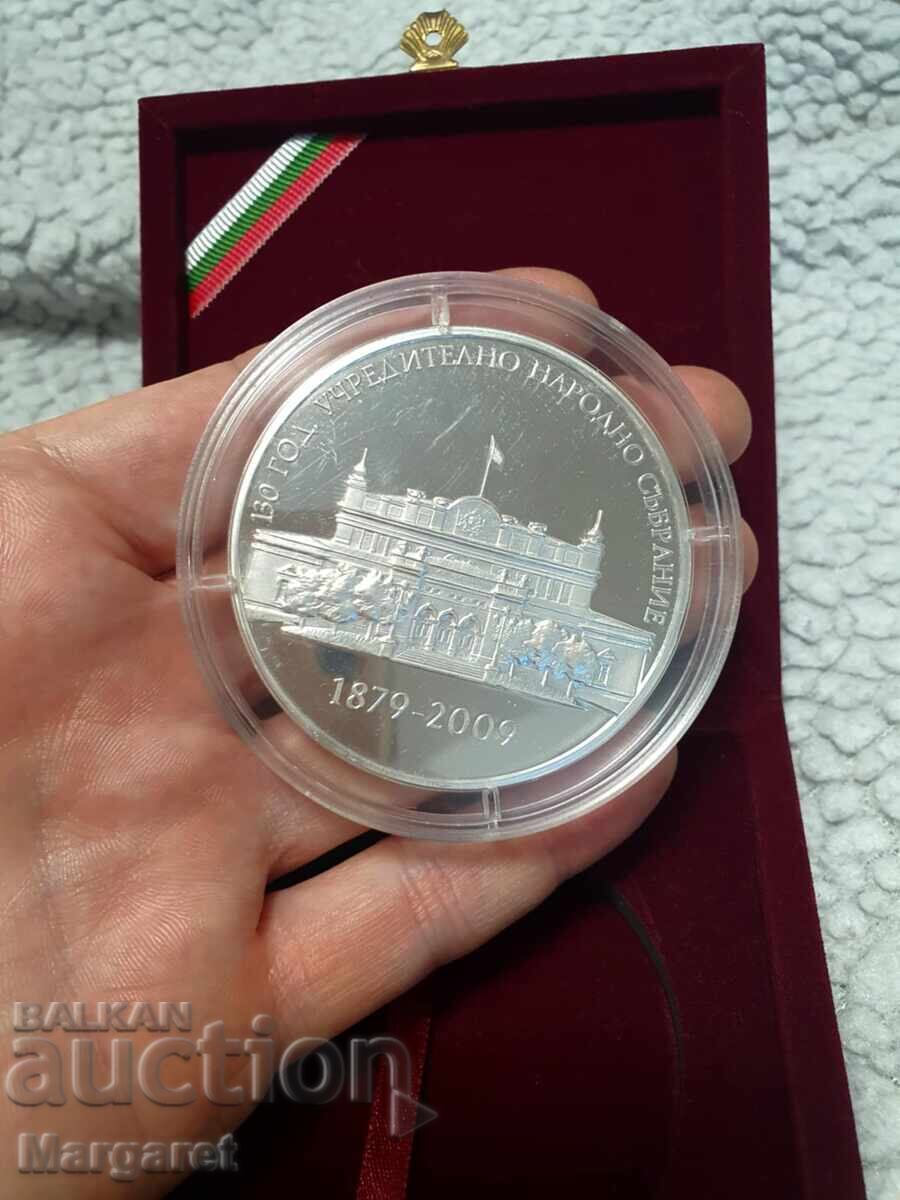 130 ГОД. УЧРЕДИТЕЛНО НАРОДНО СЪБРАНИЕ
1879-2009
BALKAN
auction
Margaret